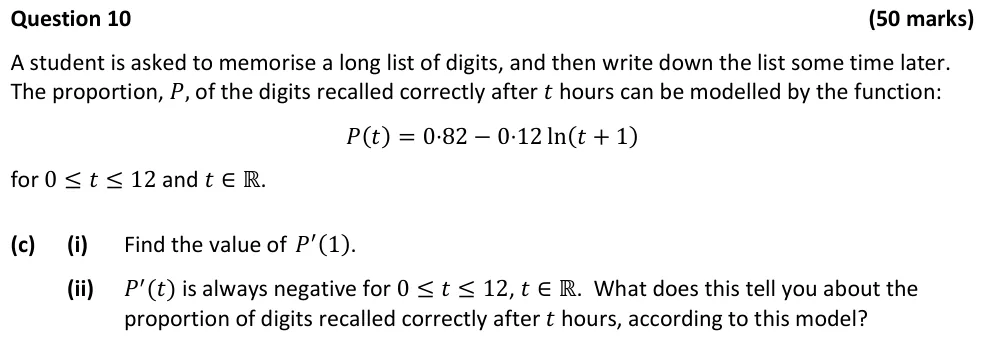 Question 10 (50 marks)
A student is asked to memorise a long list of digits, and then write down the list some time later.
The proportion, P, of the digits recalled correctly after t hours can be modelled by the function:
P(t) = 0·82 − 0·12 ln(t + 1)
for 0 ≤ t ≤ 12 and t ∈ ℝ.
(c) (i) Find the value of P′(1).
(ii) P′(t) is always negative for 0 ≤ t ≤ 12, t ∈ ℝ. What does this tell you about the
proportion of digits recalled correctly after t hours, according to this model?